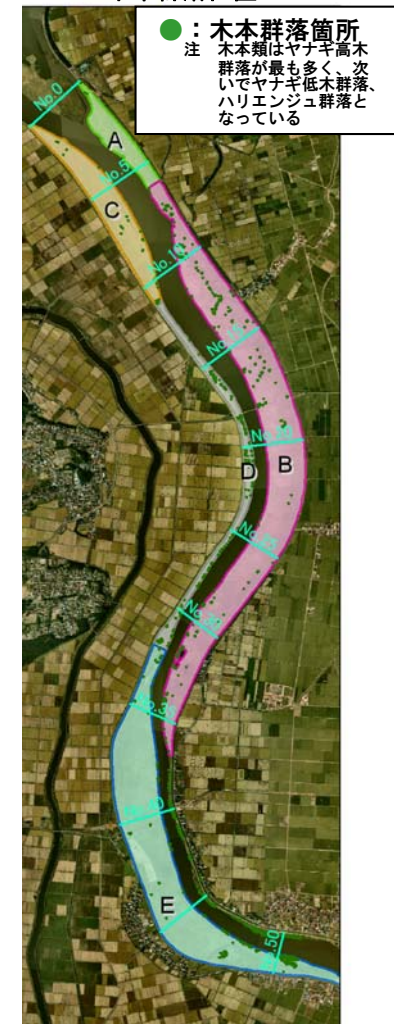 ●：木本群落箇所
注 木本類はヤナギ高木
群落が最も多く、次
いでヤナギ低木群落、
ハリエンジュ群落と
なっている
No.0
A
No.5
C
No.10
No.15
No.20
D
B
No.25
No.30
No.35
No.40
E
.50